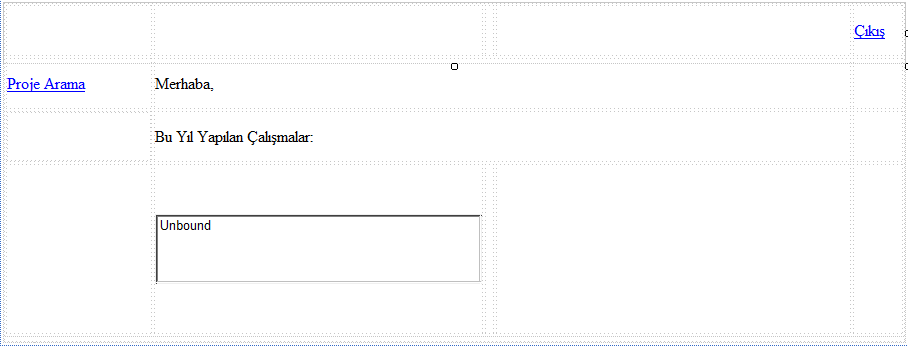 Çıkış
Proje Arama
Merhaba,
Bu Yıl Yapılan Çalışmalar:
Unbound